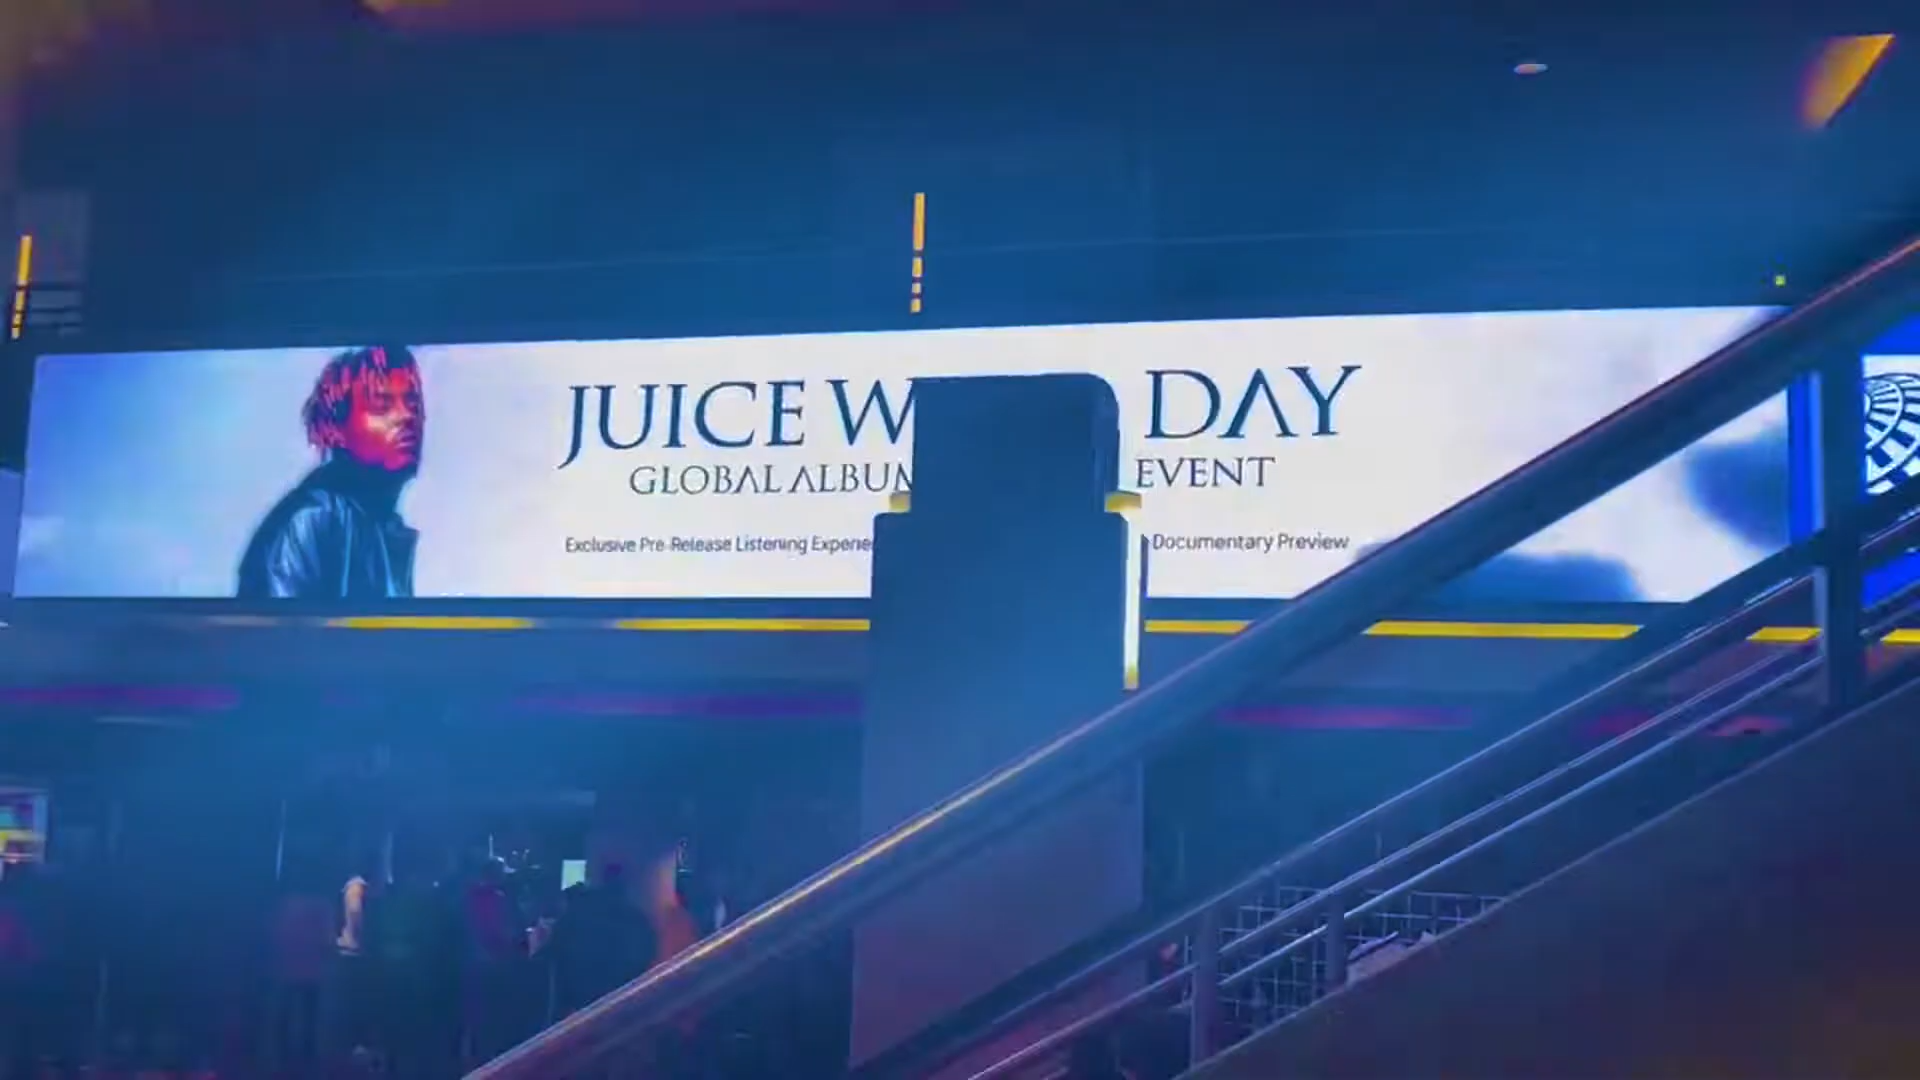 JUICE W DAY
GLOBAL ALBUM EVENT
Exclusive Pre-Release Listening Documentary Preview